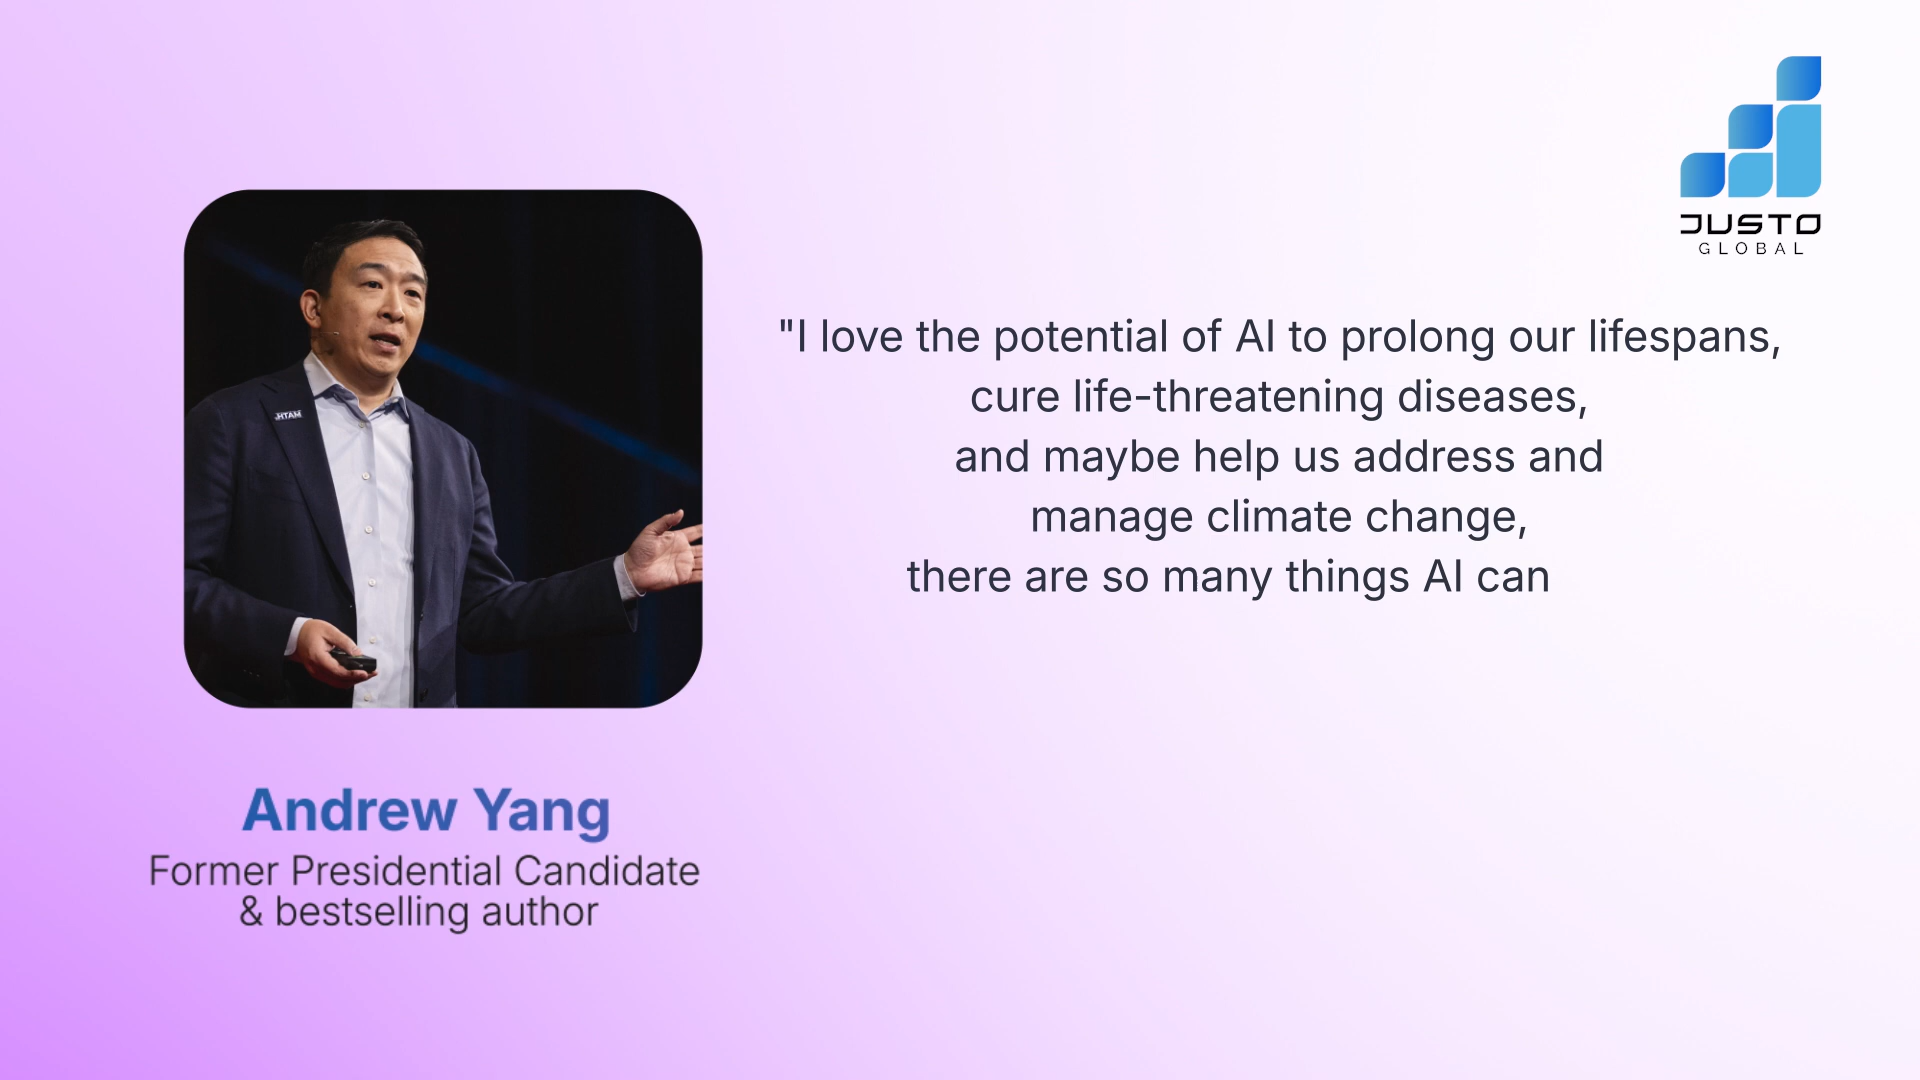 JUSTO
GLOBAL
"I love the potential of AI to prolong our lifespans,
cure life-threatening diseases,
and maybe help us address and
manage climate change,
there are so many things AI can
Andrew Yang
Former Presidential Candidate
& bestselling author